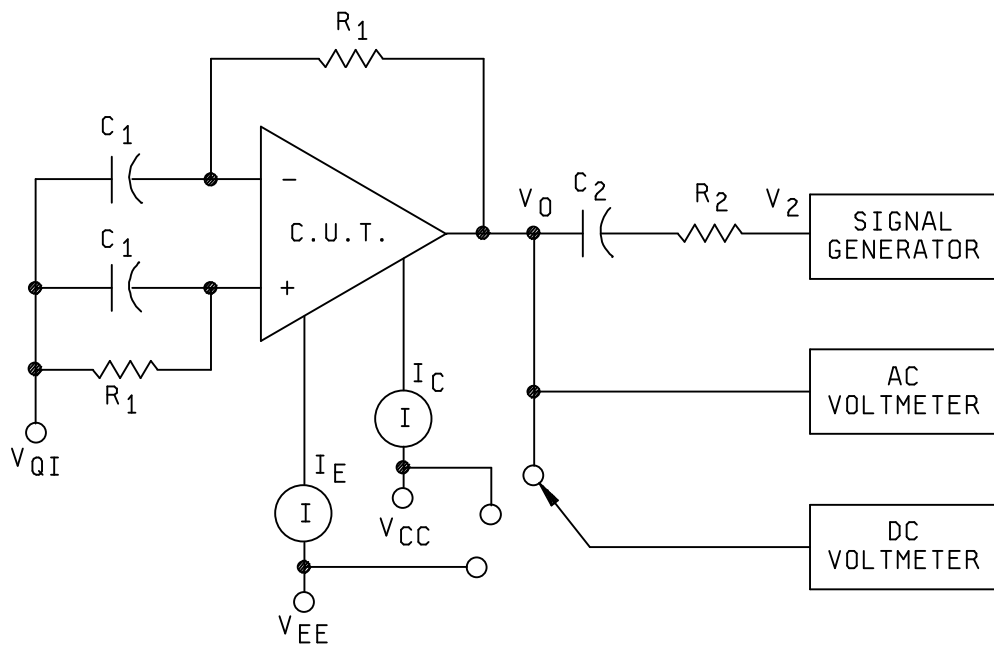 R1
C1
-
C.U.T.
C1
+
R1
VQI
VO
C2
R2
V2
SIGNAL
GENERATOR
AC
VOLTMETER
IC
I
VCC
IE
I
VEE
DC
VOLTMETER